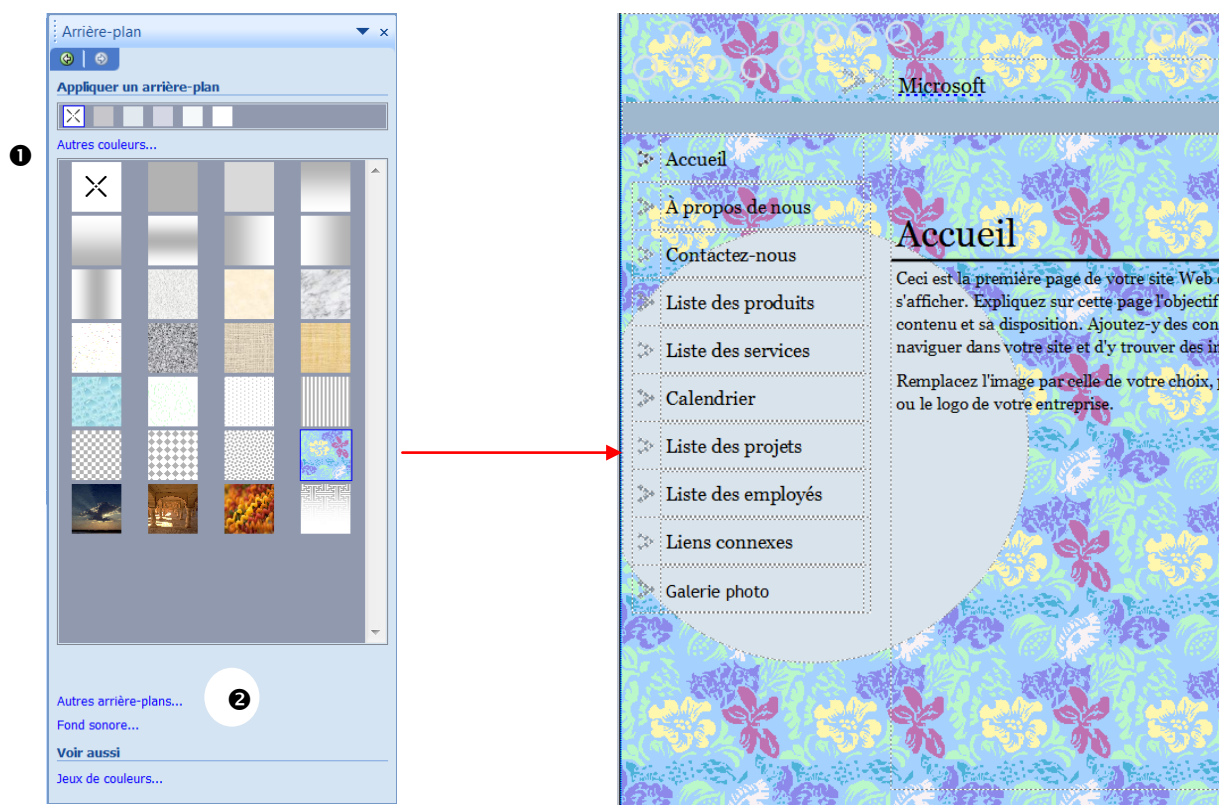 Arrière-plan
Appliquer un arrière-plan
❶
Autres couleurs...
❷
Autres arrière-plans...
Fond sonore...
Voir aussi
Jeux de couleurs...
Microsoft
Accueil
À propos de nous
Contactez-nous
Liste des produits
Liste des services
Calendrier
Liste des projets
Liste des employés
Liens connexes
Galerie photo
Accueil
Ceci est la première page de votre site Web
s'afficher. Expliquez sur cette page l'objectif
contenu et sa disposition. Ajoutez-y des con
naviguer dans votre site et d'y trouver des in
Remplacez l'image par celle de votre choix,
ou le logo de votre entreprise.